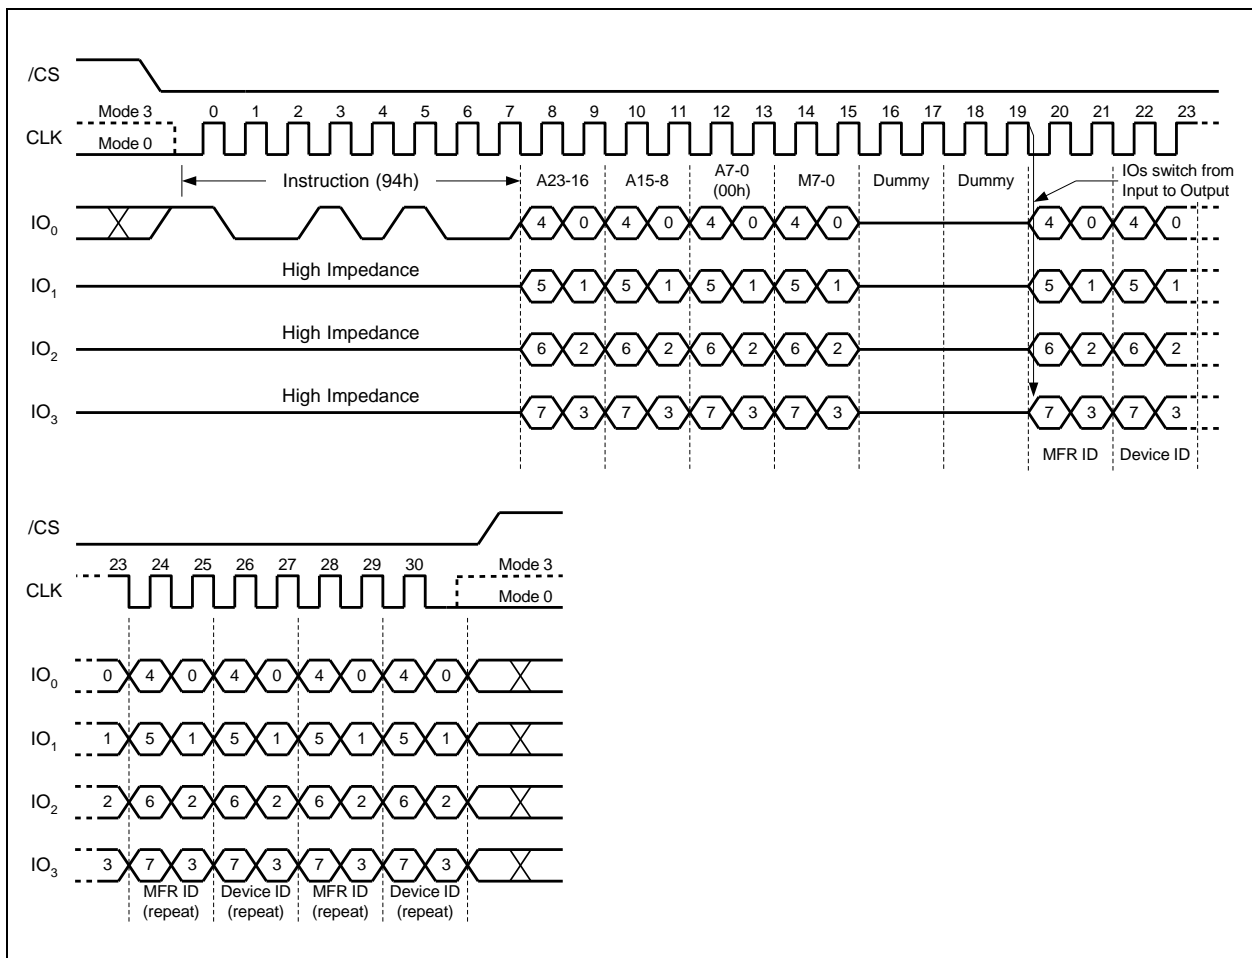 /CS
Mode 3 0 1 2 3 4 5 6 7 8 9 10 11 12 13 14 15 16 17 18 19 20 21 22 23
CLK
Mode 0
Instruction (94h) A23-16 A15-8 A7-0 (00h) M7-0 Dummy Dummy IOs switch from Input to Output
IO0 4 0 4 0 4 0 4 0 4 0 4 0
High Impedance
IO1 5 1 5 1 5 1 5 1 5 1 5 1
High Impedance
IO2 6 2 6 2 6 2 6 2 6 2 6 2
High Impedance
IO3 7 3 7 3 7 3 7 3 7 3 7 3
MFR ID Device ID
/CS
23 24 25 26 27 28 29 30 Mode 3
CLK
Mode 0
IO0 0 4 0 4 0 4 0 4 0
IO1 1 5 1 5 1 5 1 5 1
IO2 2 6 2 6 2 6 2 6 2
IO3 3 7 3 7 3 7 3 7 3
MFR ID Device ID MFR ID Device ID
(repeat) (repeat) (repeat) (repeat)